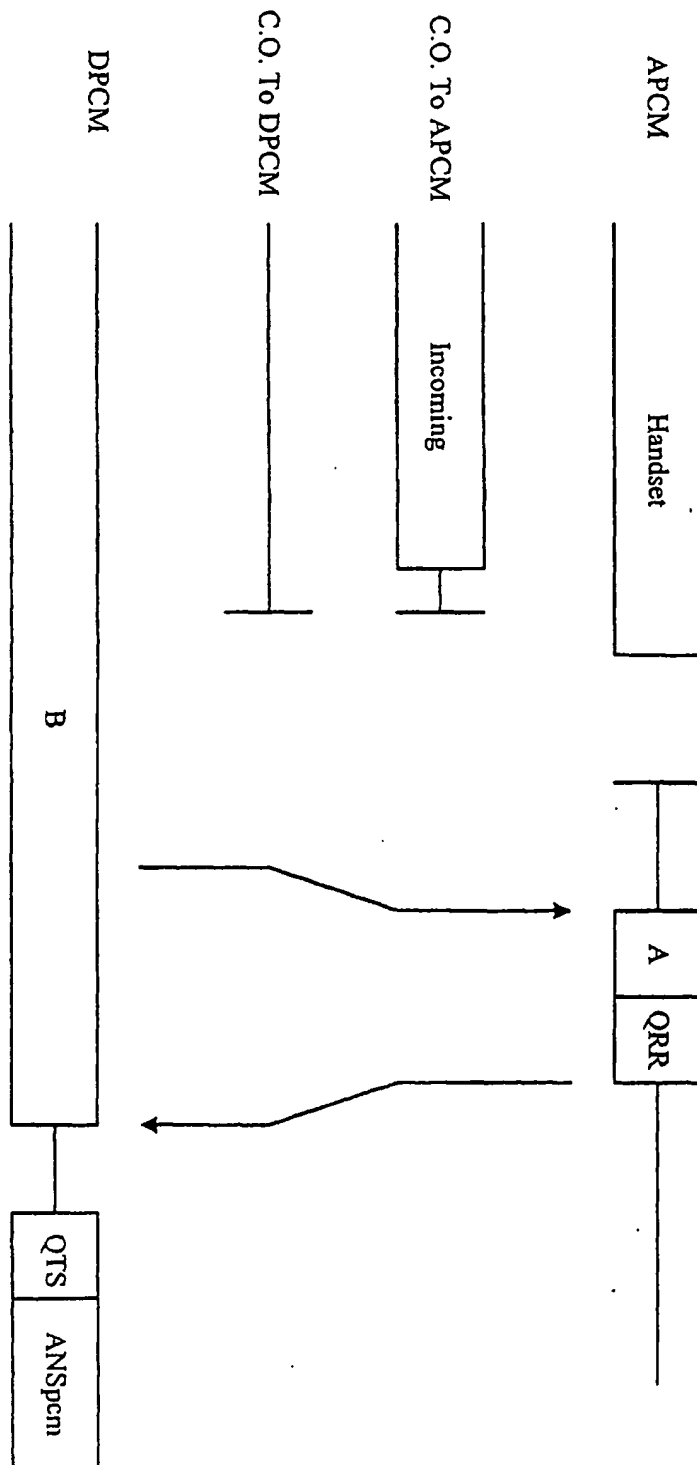 APCM
Handset
A
QRR
C.O. To APCM
Incoming
C.O. To DPCM
DPCM
B
QTS
ANSpcm